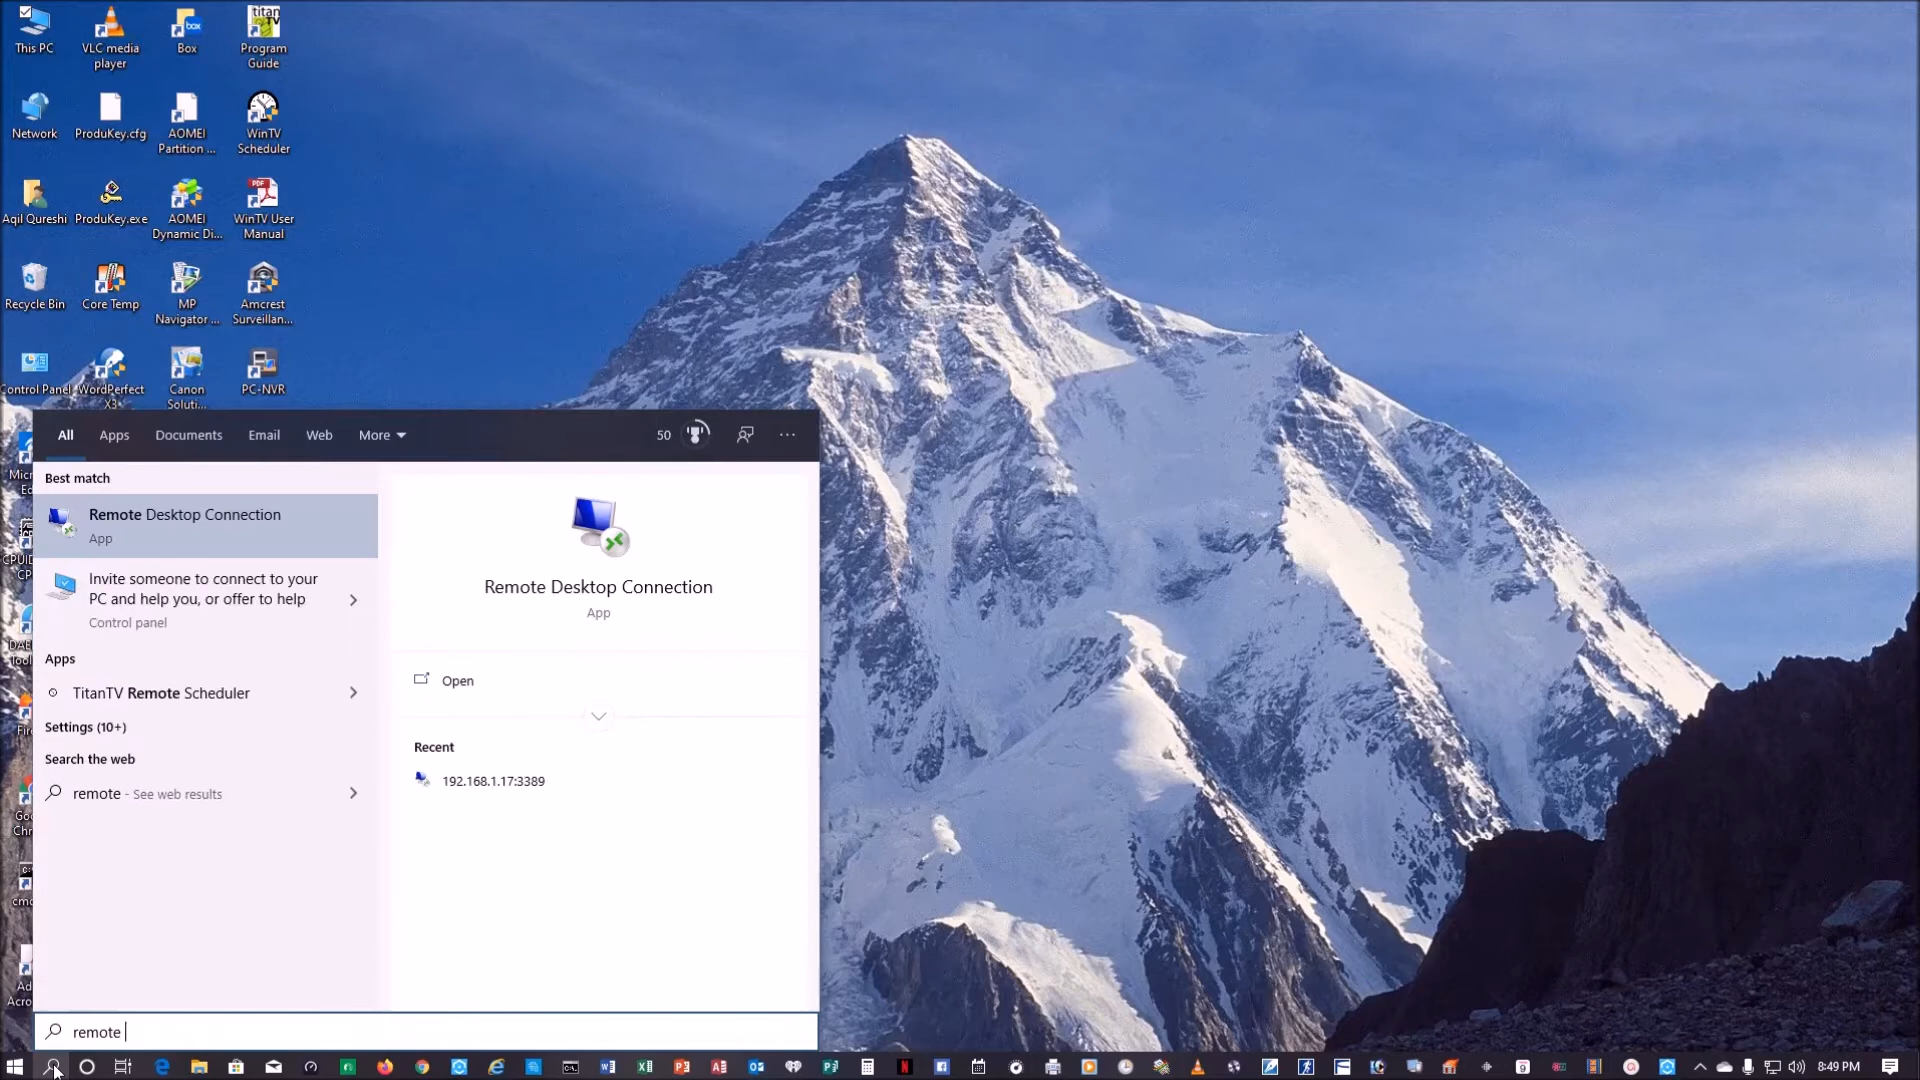 This PC
VLC media
player
Box
titan
TV
Program
Guide
Network
ProduKey.cfg
AOMEI
Partition ...
WinTV
Scheduler
Aqil Qureshi
ProduKey.exe
AOMEI
Dynamic Di...
WinTV User
Manual
Recycle Bin
Core Temp
MP
Navigator ...
Amcrest
Surveillan...
Control Panel
WordPerfect
X3
Canon
Soluti...
PC-NVR
All
Apps
Documents
Email
Web
More
50
...
Best match
Remote Desktop Connection
App
Invite someone to connect to your
PC and help you, or offer to help
Control panel
Apps
TitanTV Remote Scheduler
Settings (10+)
Search the web
remote - See web results
Remote Desktop Connection
App
Open
Recent
192.168.1.17:3389
remote
8:49 PM